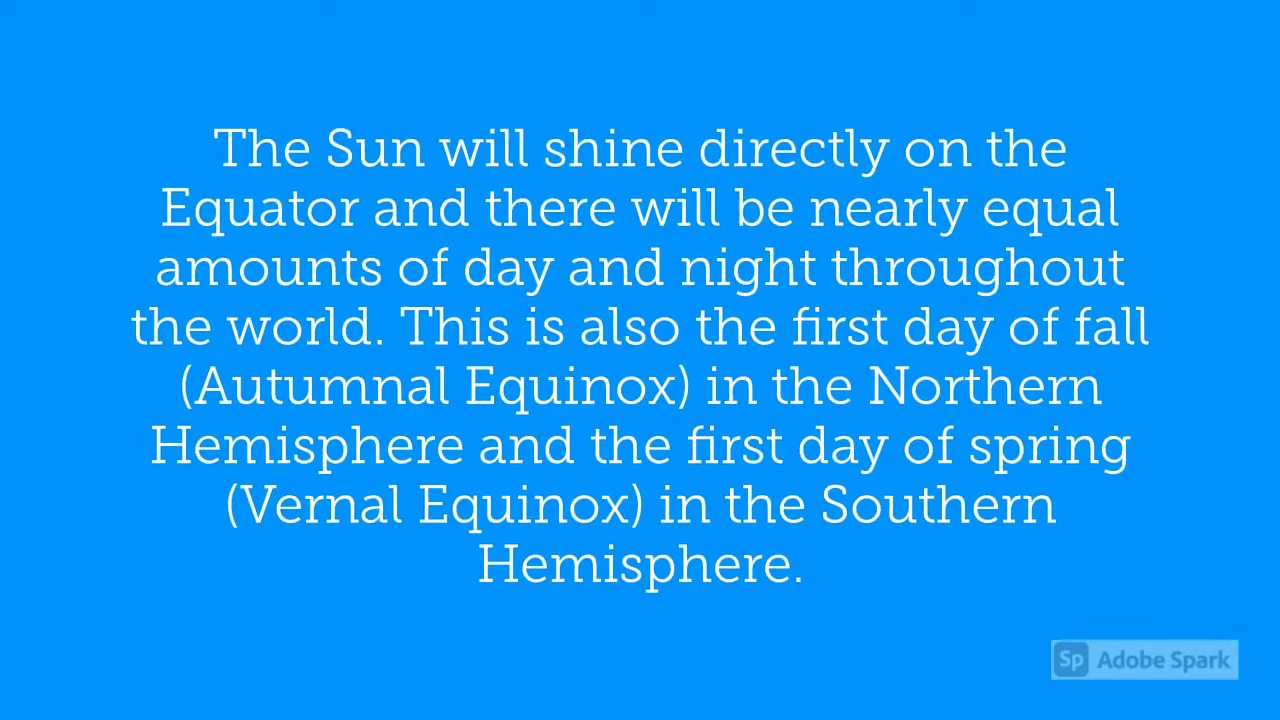 The Sun will shine directly on the
Equator and there will be nearly equal
amounts of day and night throughout
the world. This is also the first day of fall
(Autumnal Equinox) in the Northern
Hemisphere and the first day of spring
(Vernal Equinox) in the Southern
Hemisphere.
Sp Adobe Spark